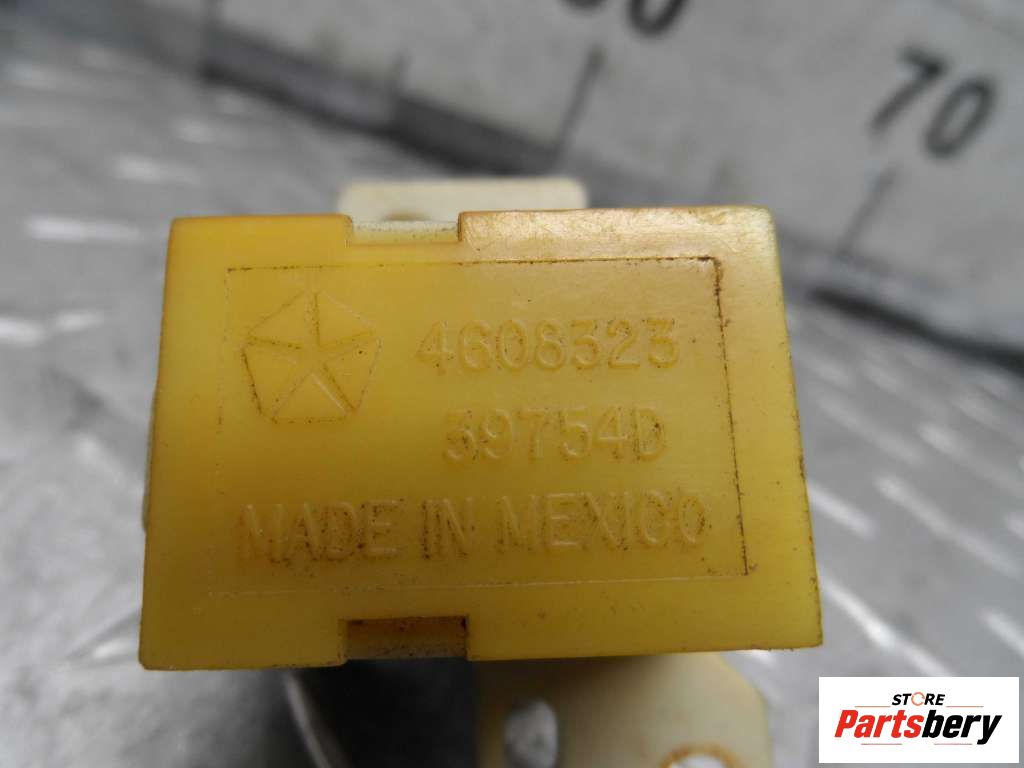 70
4608323
39754D
MADE IN MEXICO
STORE
Partsbery